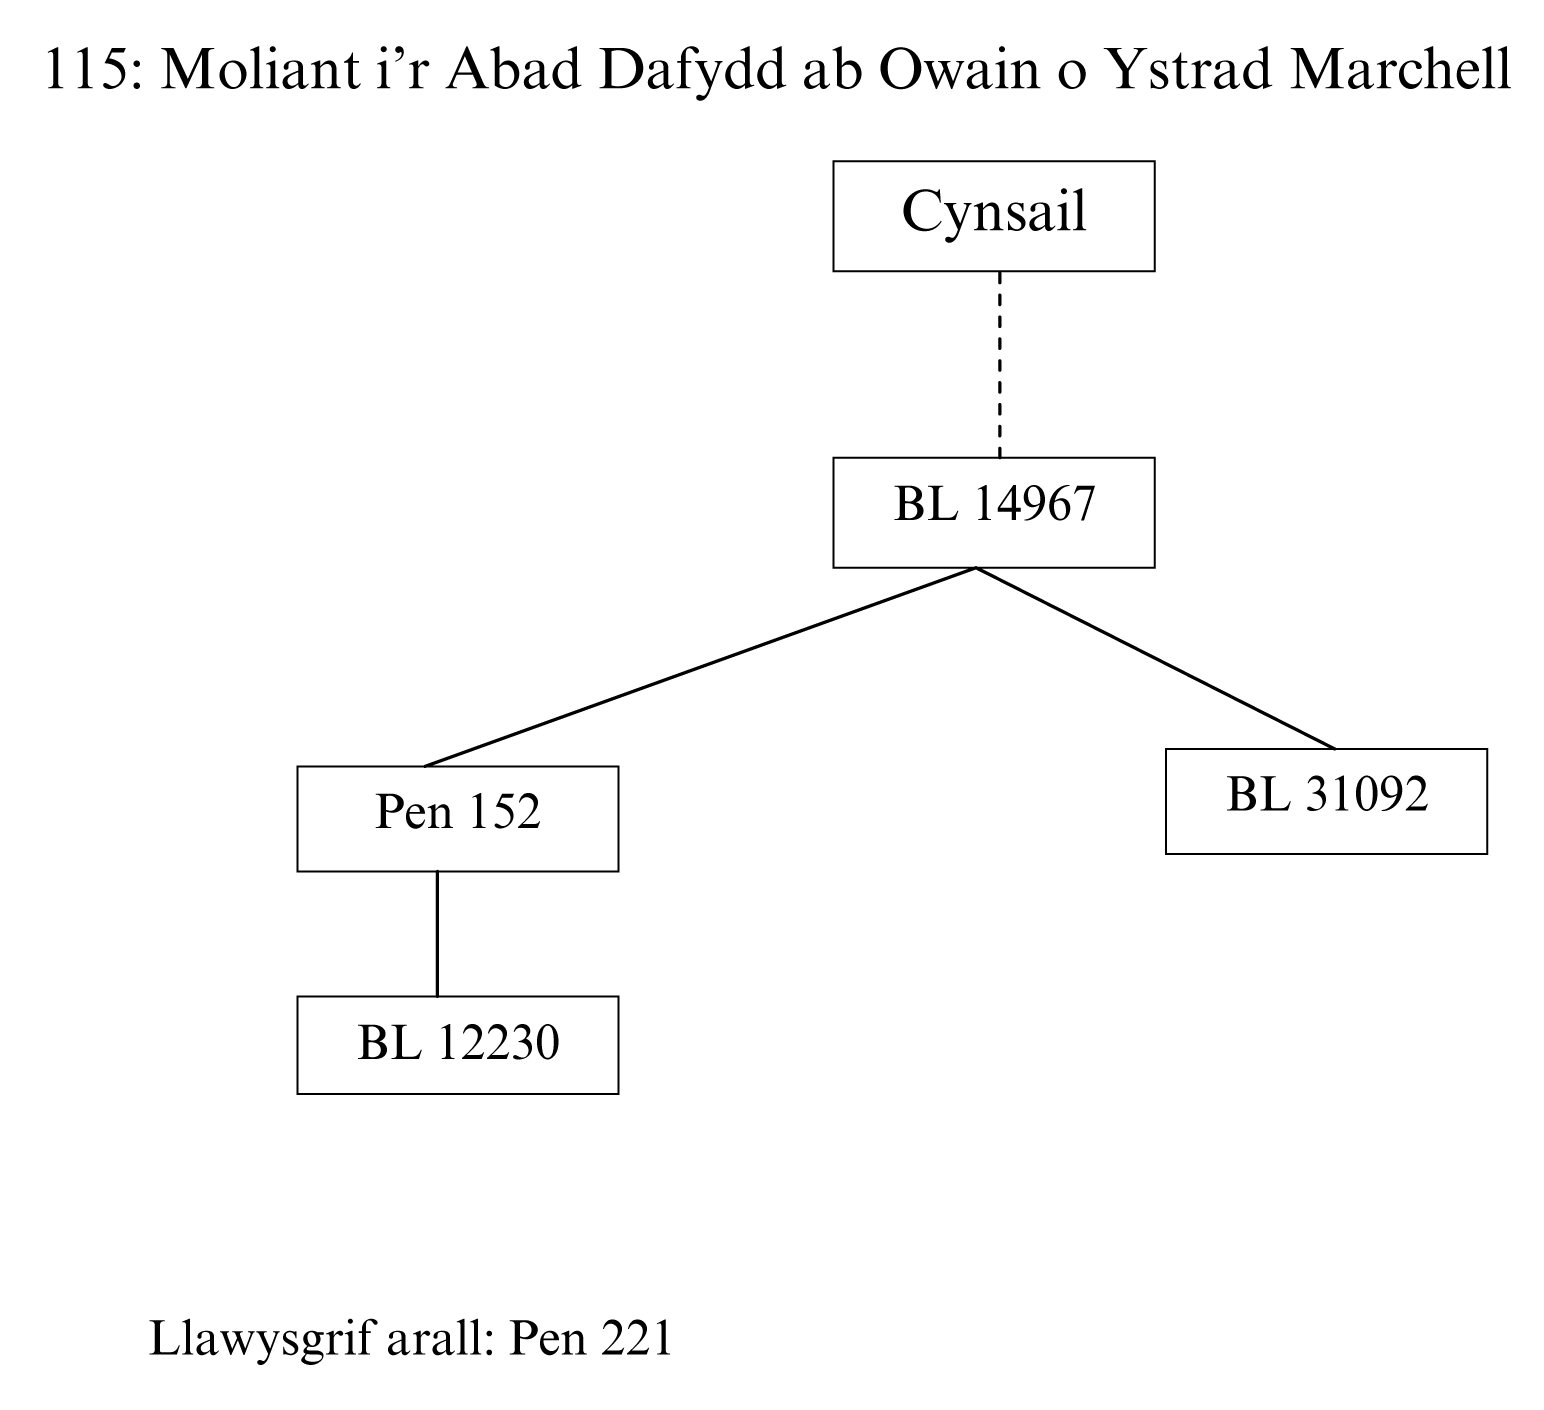 115: Moliant i’r Abad Dafydd ab Owain o Ystrad Marchell
Cynsail
BL 14967
Pen 152
BL 31092
BL 12230
Llawysgrif arall: Pen 221